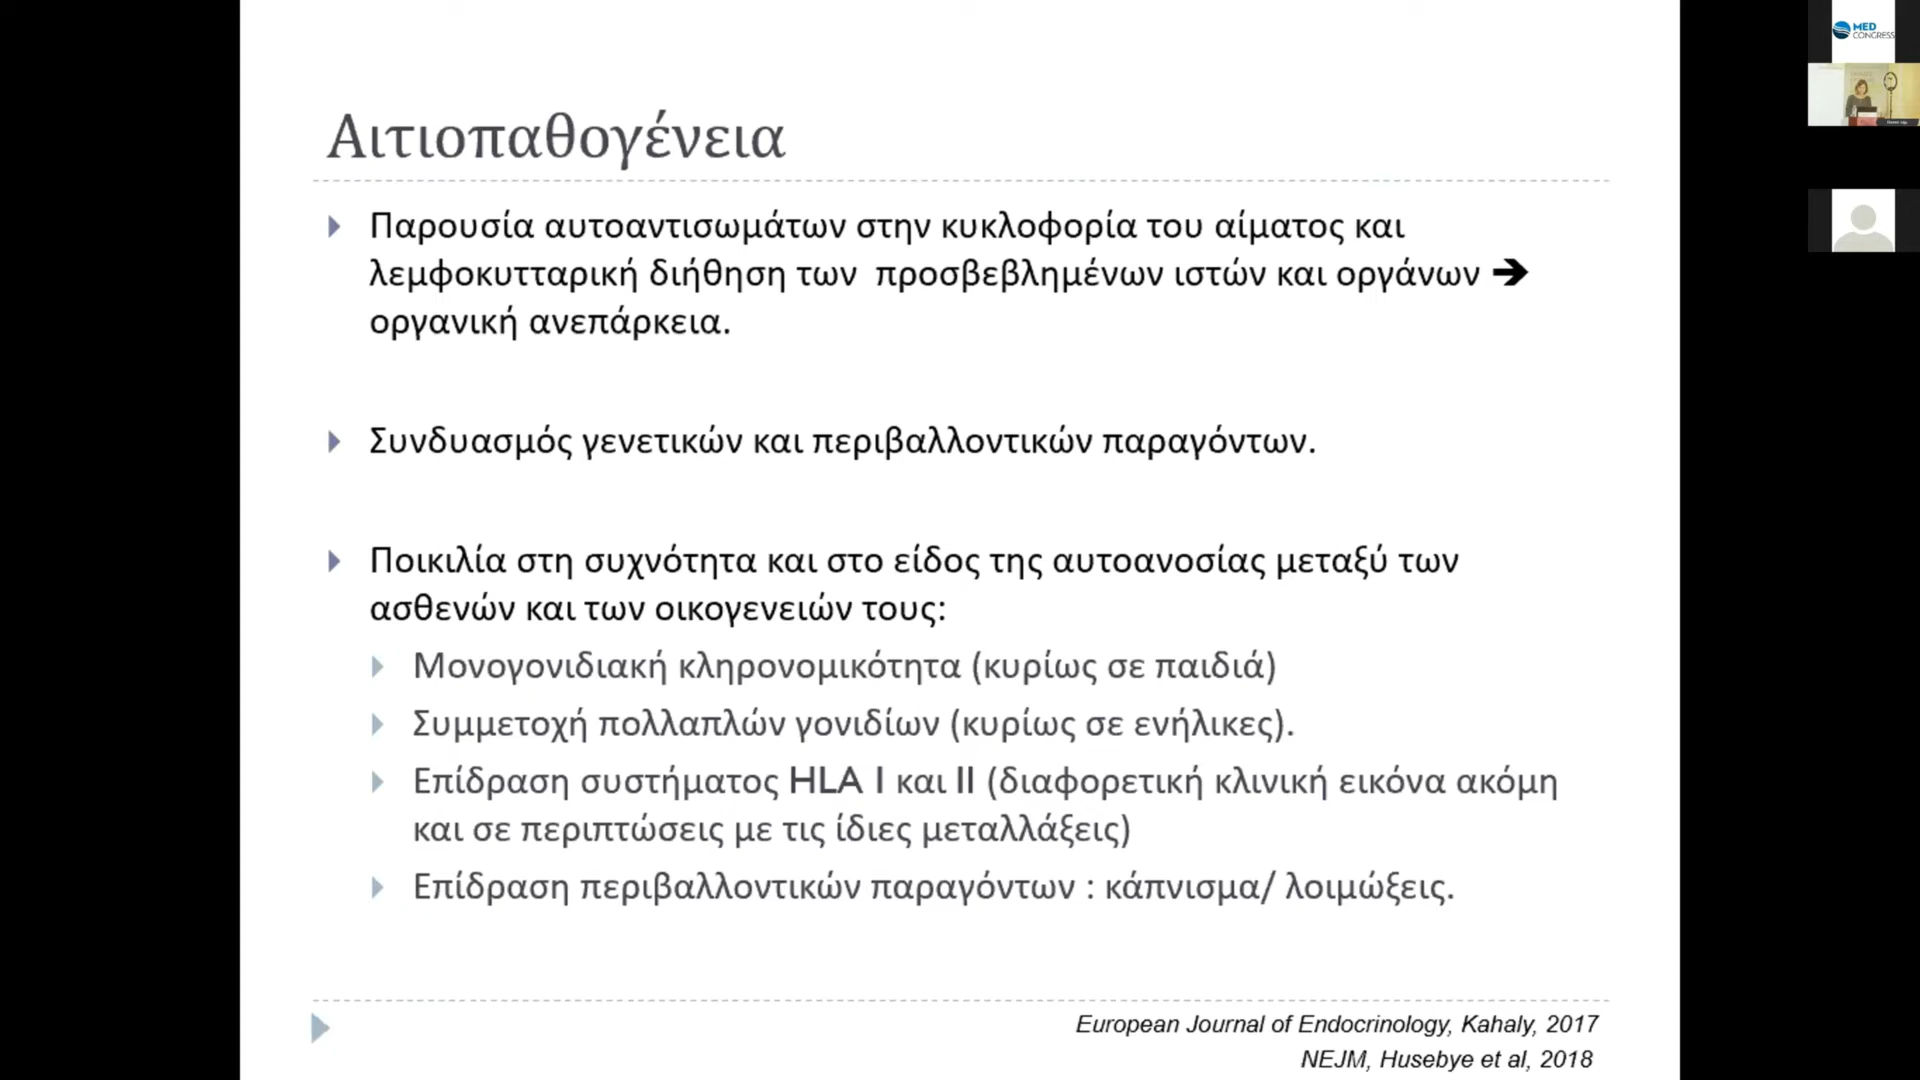 Αιτιοπαθογένεια
Παρουσία αυτοαντισωμάτων στην κυκλοφορία του αίματος και
λεμφοκυτταρική διήθηση των προσβεβλημένων ιστών και οργάνων ➔
οργανική ανεπάρκεια.
Συνδυασμός γενετικών και περιβαλλοντικών παραγόντων.
Ποικιλία στη συχνότητα και στο είδος της αυτοανοσίας μεταξύ των
ασθενών και των οικογενειών τους:
Μονογονιδιακή κληρονομικότητα (κυρίως σε παιδιά)
Συμμετοχή πολλαπλών γονιδίων (κυρίως σε ενήλικες).
Επίδραση συστήματος HLA I και II (διαφορετική κλινική εικόνα ακόμη
και σε περιπτώσεις με τις ίδιες μεταλλάξεις)
Επίδραση περιβαλλοντικών παραγόντων : κάπνισμα/ λοιμώξεις.
European Journal of Endocrinology, Kahaly, 2017
NEJM, Husebye et al, 2018
MED
CONGRESS